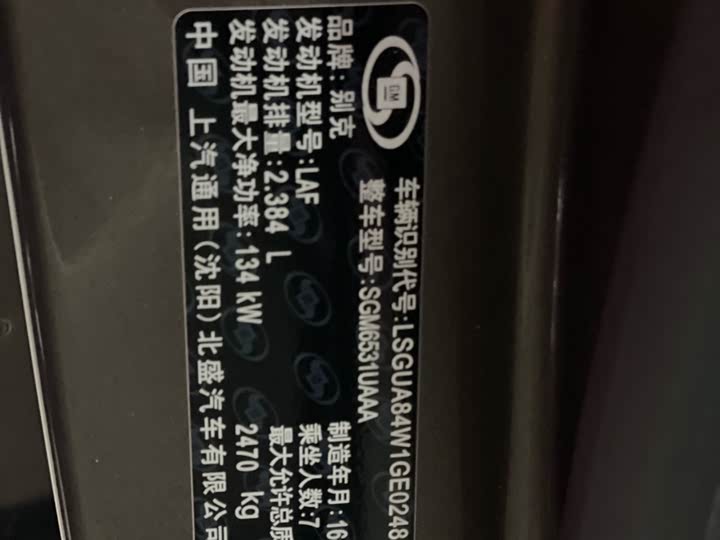 GM
车辆识别代号:LSGUA84W1GE0248
整车型号:SGM6531UAAA
品牌:别克 制造年月:16
发动机型号:LAF 乘坐人数:7
发动机排量:2.384 L 最大允许总质
发动机最大净功率:134kW 2470 kg
中国 上汽通用(沈阳)北盛汽车有限公司